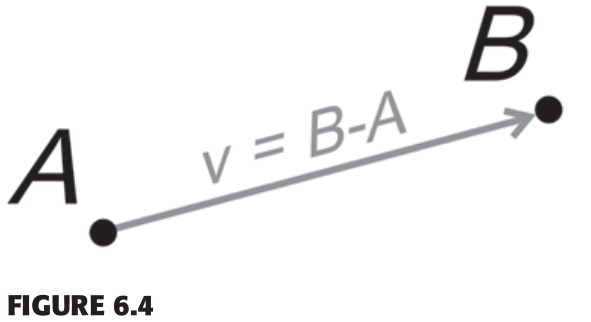 B
v = B-A
A
FIGURE 6.4